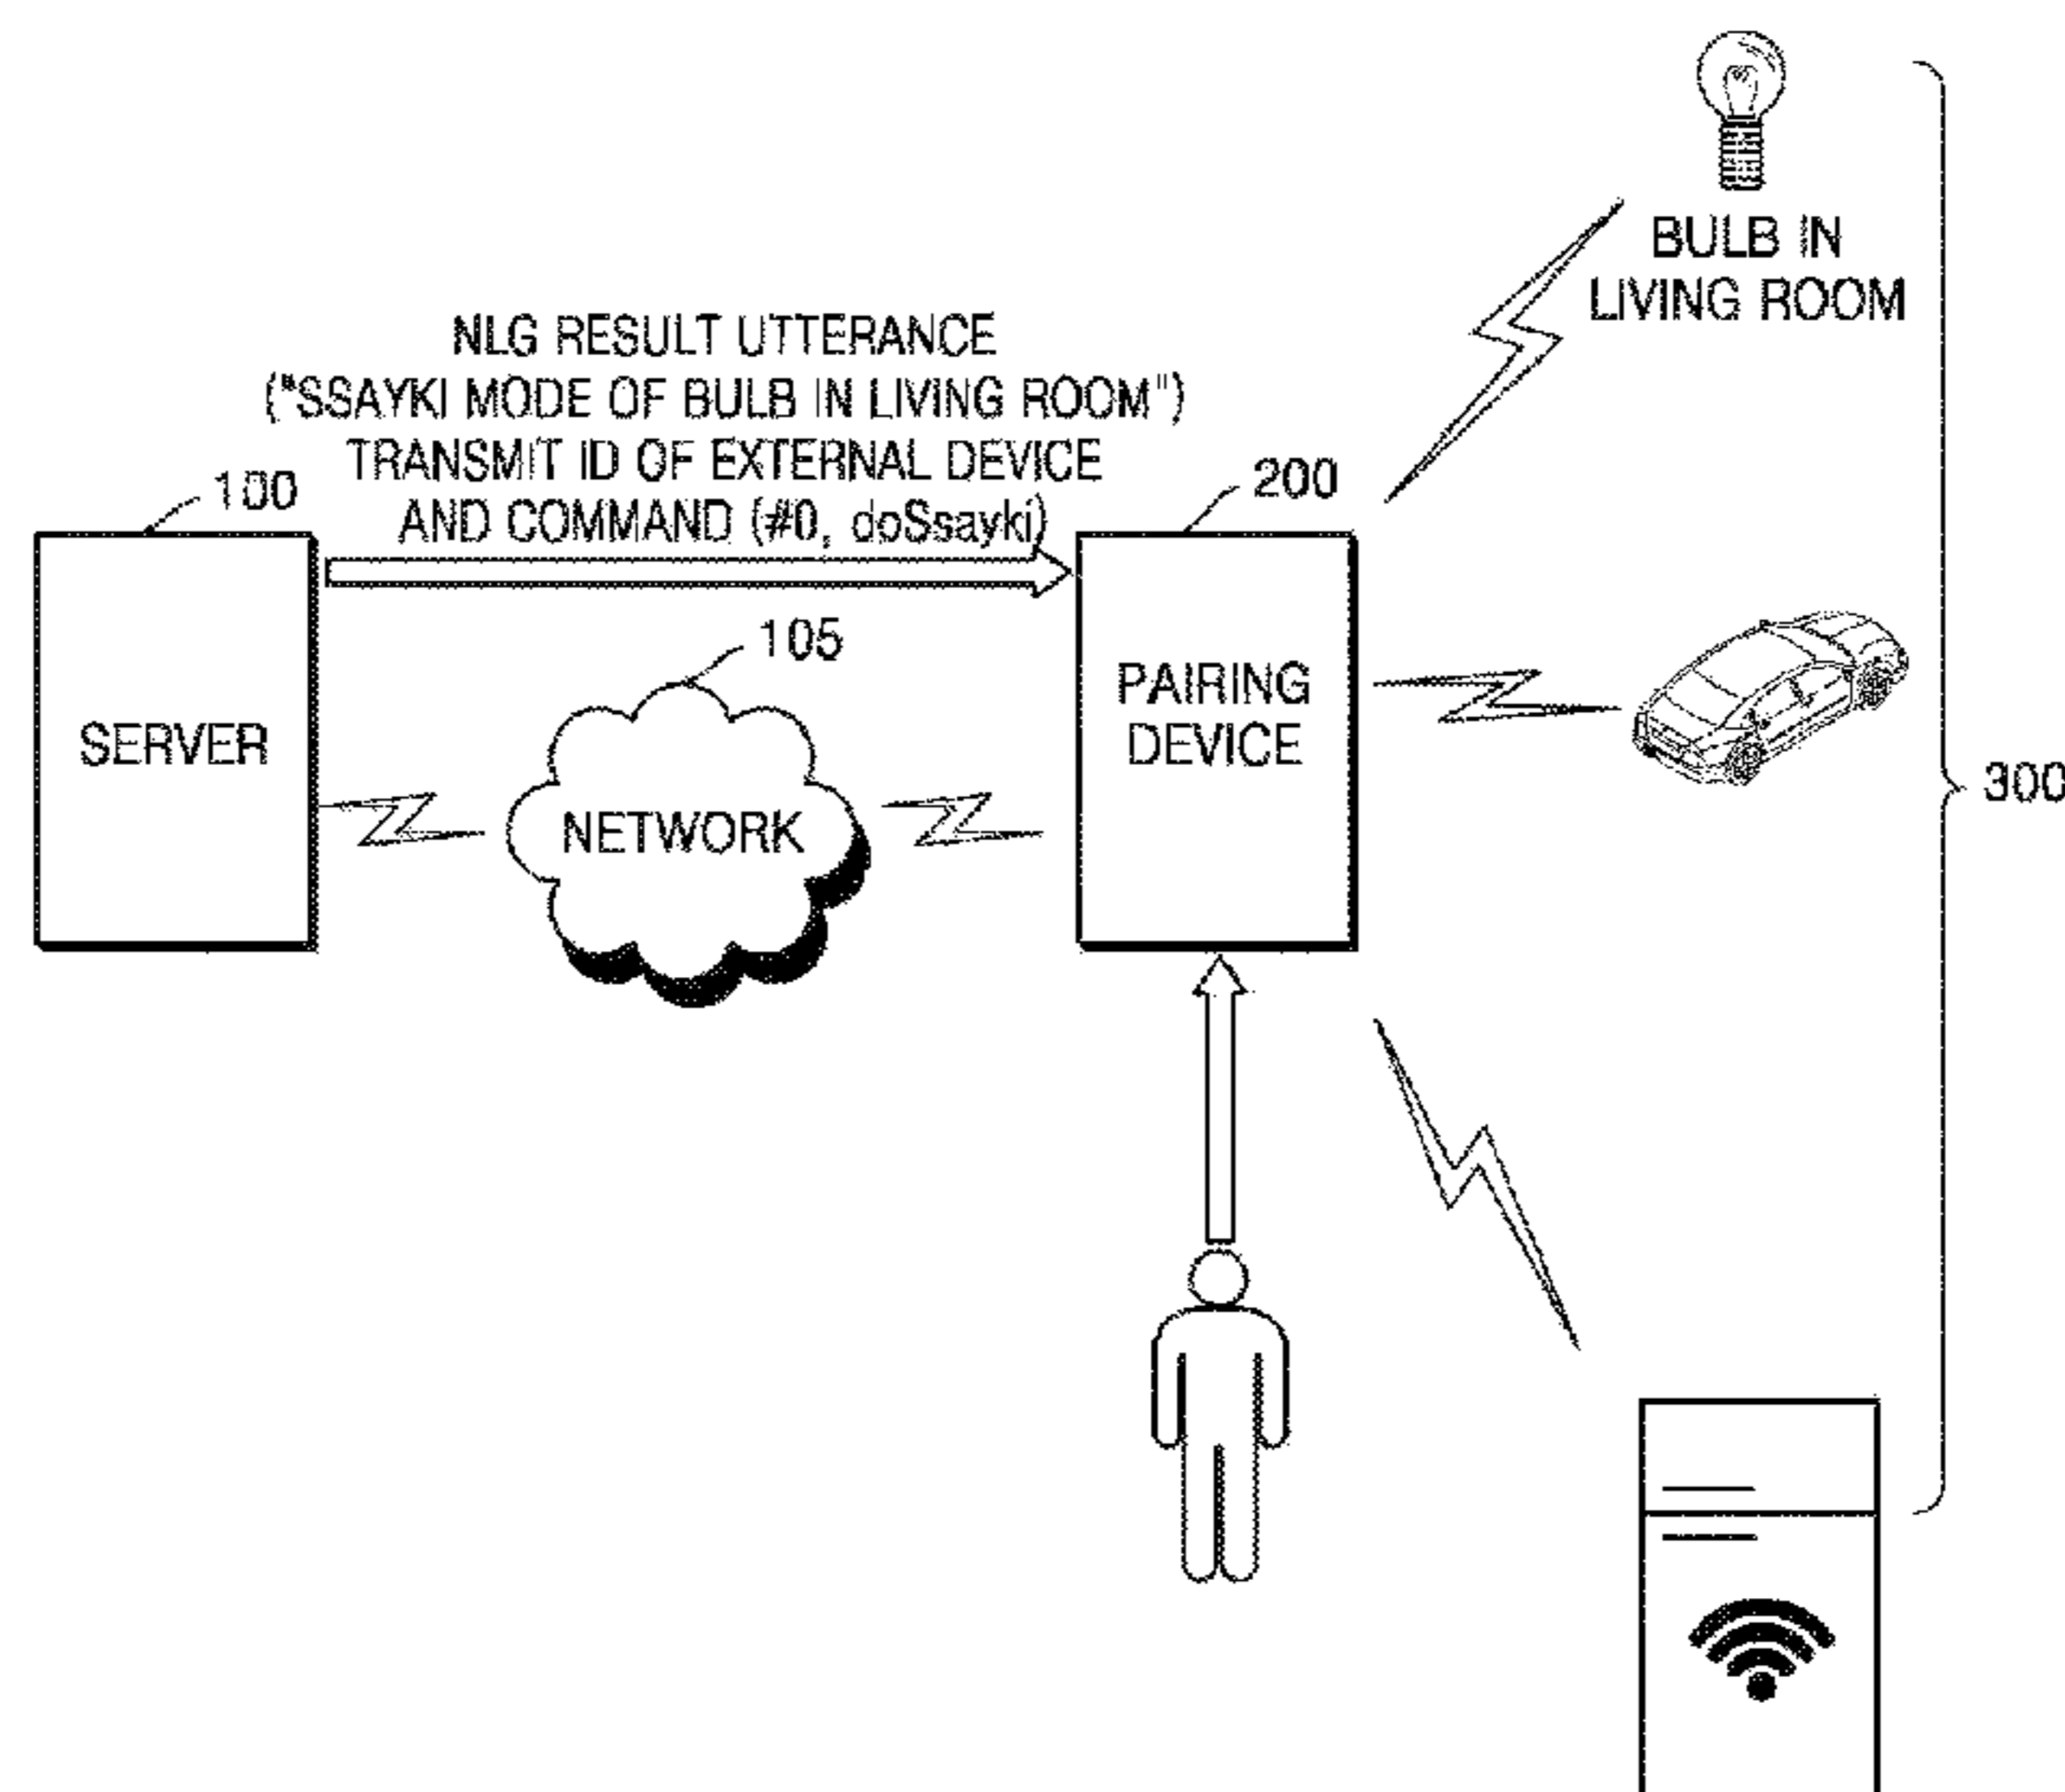 BULB IN
LIVING ROOM
NLG RESULT UTTERANCE
("SSAYKI MODE OF BULB IN LIVING ROOM")
TRANSMIT ID OF EXTERNAL DEVICE
AND COMMAND (#0, doSsayki)
100
200
105
SERVER
PAIRING
DEVICE
NETWORK
300